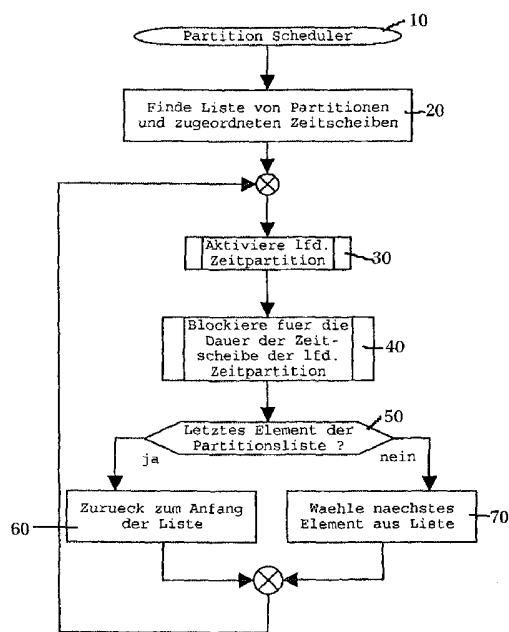 10
Partition Scheduler
Finde Liste von Partitionen
und zugeordneten Zeitscheiben
20
Aktiviere lfd.
Zeitpartition
30
Blockiere fuer die
Dauer der Zeit-
scheibe der lfd.
Zeitpartition
40
50
Letztes Element der
Partitionsliste ?
ja
nein
Zurueck zum Anfang
der Liste
60
Waehle naechstes
Element aus Liste
70